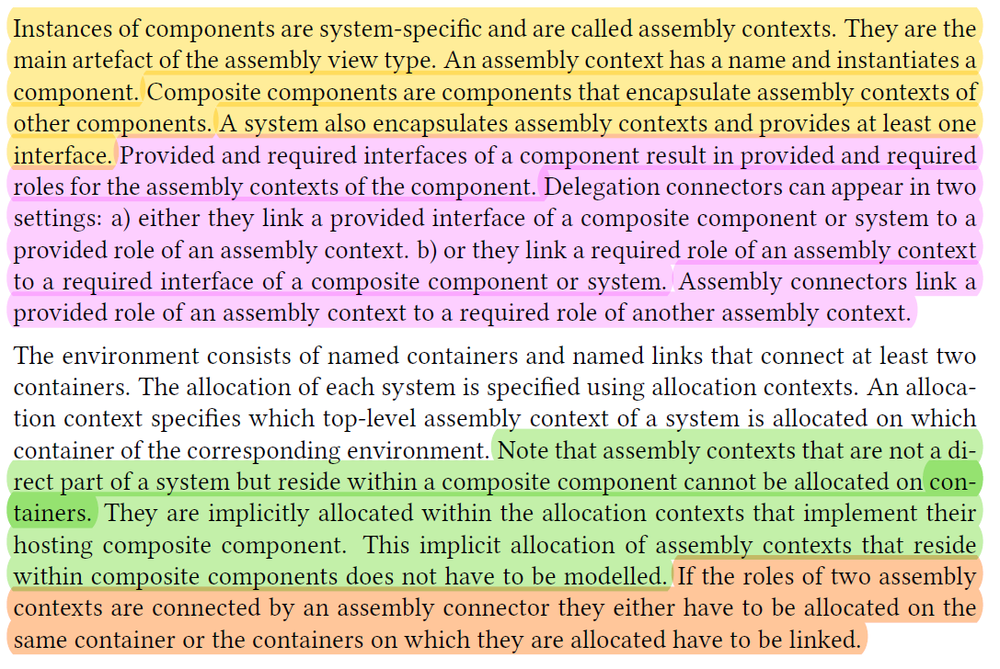 Instances of components are system-specific and are called assembly contexts. They are the
main artefact of the assembly view type. An assembly context has a name and instantiates a
component. Composite components are components that encapsulate assembly contexts of
other components. A system also encapsulates assembly contexts and provides at least one
interface. Provided and required interfaces of a component result in provided and required
roles for the assembly contexts of the component. Delegation connectors can appear in two
settings: a) either they link a provided interface of a composite component or system to a
provided role of an assembly context. b) or they link a required role of an assembly context
to a required interface of a composite component or system. Assembly connectors link a
provided role of an assembly context to a required role of another assembly context.
The environment consists of named containers and named links that connect at least two
containers. The allocation of each system is specified using allocation contexts. An alloca-
tion context specifies which top-level assembly context of a system is allocated on which
container of the corresponding environment. Note that assembly contexts that are not a di-
rect part of a system but reside within a composite component cannot be allocated on con-
tainers. They are implicitly allocated within the allocation contexts that implement their
hosting composite component. This implicit allocation of assembly contexts that reside
within composite components does not have to be modelled. If the roles of two assembly
contexts are connected by an assembly connector they either have to be allocated on the
same container or the containers on which they are allocated have to be linked.